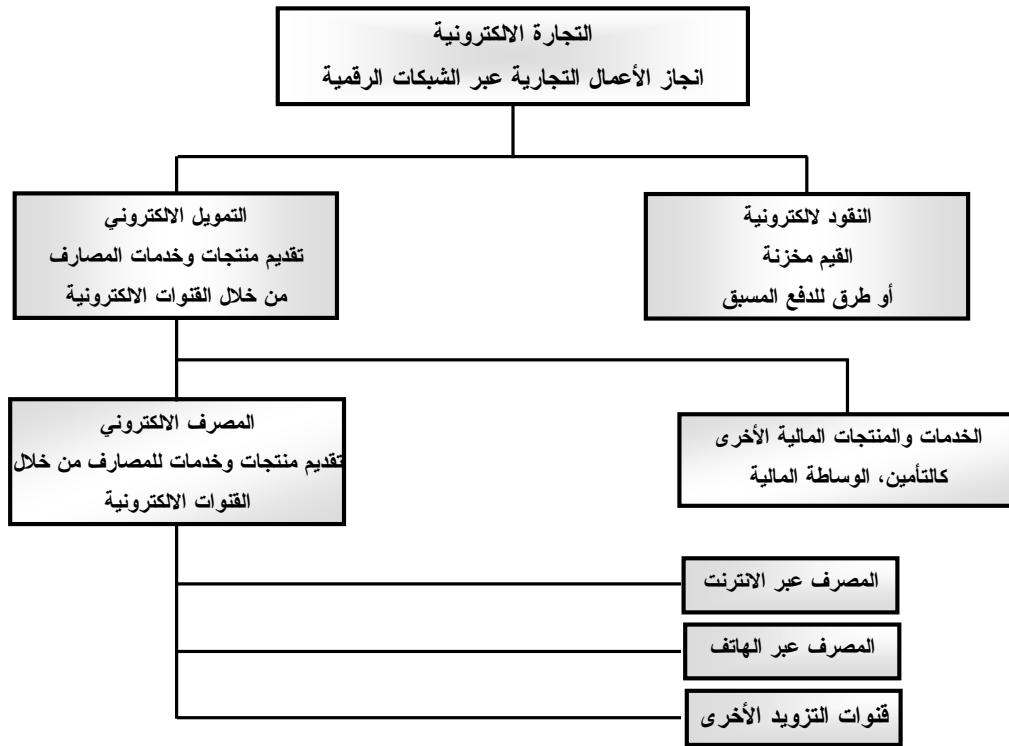 التجارة الالكترونية
انجاز الأعمال التجارية عبر الشبكات الرقمية
النقود لالكترونية
القيم مخزنة
أو طرق للدفع المسبق
التمويل الالكتروني
تقديم منتجات وخدمات المصارف
من خلال القنوات الالكترونية
الخدمات والمنتجات المالية الأخرى
كالتأمين، الوساطة المالية
المصرف الالكتروني
تقديم منتجات وخدمات للمصارف من خلال
القنوات الالكترونية
المصرف عبر الانترنت
المصرف عبر الهاتف
قنوات التزويد الأخرى